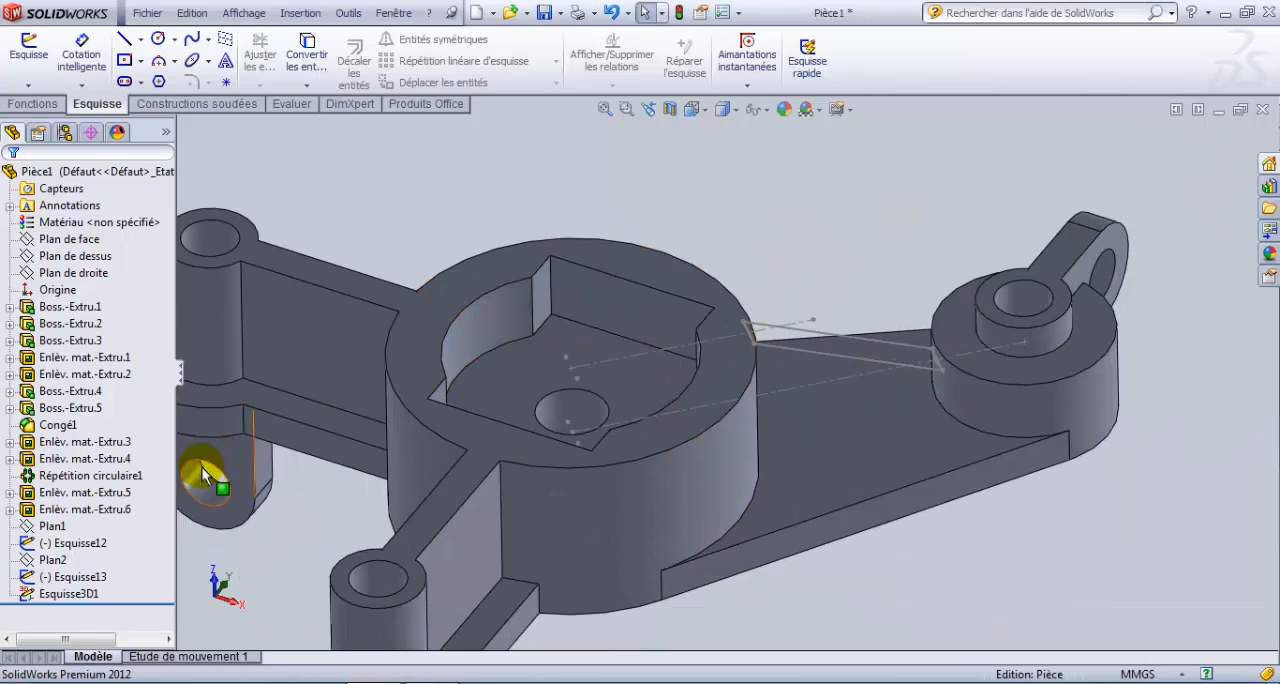 SOLIDWORKS
Fichier Edition Affichage Insertion Outils Fenêtre ?
Pièce1 *
Rechercher dans l'aide de SolidWorks
Esquisse
Cotation intelligente
Ajuster les e...
Convertir les ent...
Décaler les entités
Entités symétriques
Répétition linéaire d'esquisse
Déplacer les entités
Afficher/Supprimer les relations
Réparer l'esquisse
Aimantations instantanées
Esquisse rapide
Fonctions Esquisse Constructions soudées Evaluer DimXpert Produits Office
Pièce1 (Défaut<<Défaut>_Etat
Capteurs
Annotations
Matériau <non spécifié>
Plan de face
Plan de dessus
Plan de droite
Origine
Boss.-Extru.1
Boss.-Extru.2
Boss.-Extru.3
Enlèv. mat.-Extru.1
Enlèv. mat.-Extru.2
Boss.-Extru.4
Boss.-Extru.5
Congé1
Enlèv. mat.-Extru.3
Enlèv. mat.-Extru.4
Répétition circulaire1
Enlèv. mat.-Extru.5
Enlèv. mat.-Extru.6
Plan1
(-) Esquisse12
Plan2
(-) Esquisse13
Esquisse3D1
Z
Y
X
Modèle Etude de mouvement 1
SolidWorks Premium 2012
Edition: Pièce
MMGS